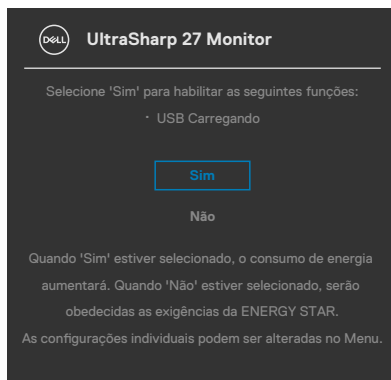 DELL UltraSharp 27 Monitor
Selecione 'Sim' para habilitar as seguintes funções:
· USB Carregando
Sim
Não
Quando 'Sim' estiver selecionado, o consumo de energia
aumentará. Quando 'Não' estiver selecionado, serão
obedecidas as exigências da ENERGY STAR.
As configurações individuais podem ser alteradas no Menu.